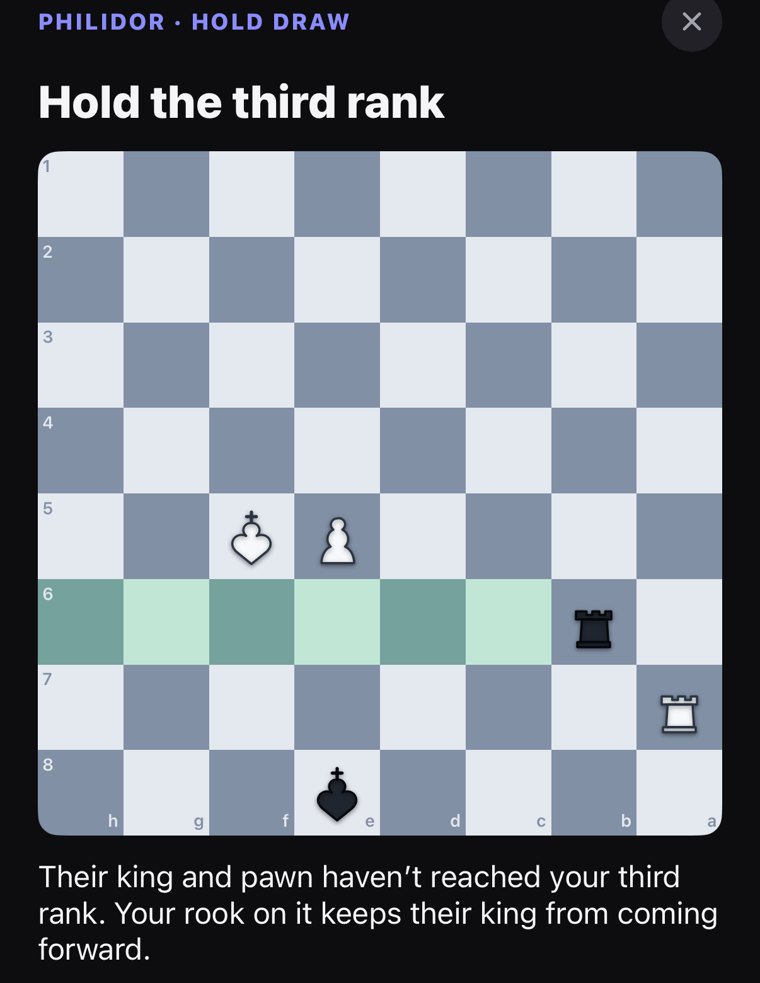 PHILIDOR · HOLD DRAW
Hold the third rank
1
2
3
4
5
6
7
8
h g f e d c b a
Their king and pawn haven’t reached your third
rank. Your rook on it keeps their king from coming
forward.